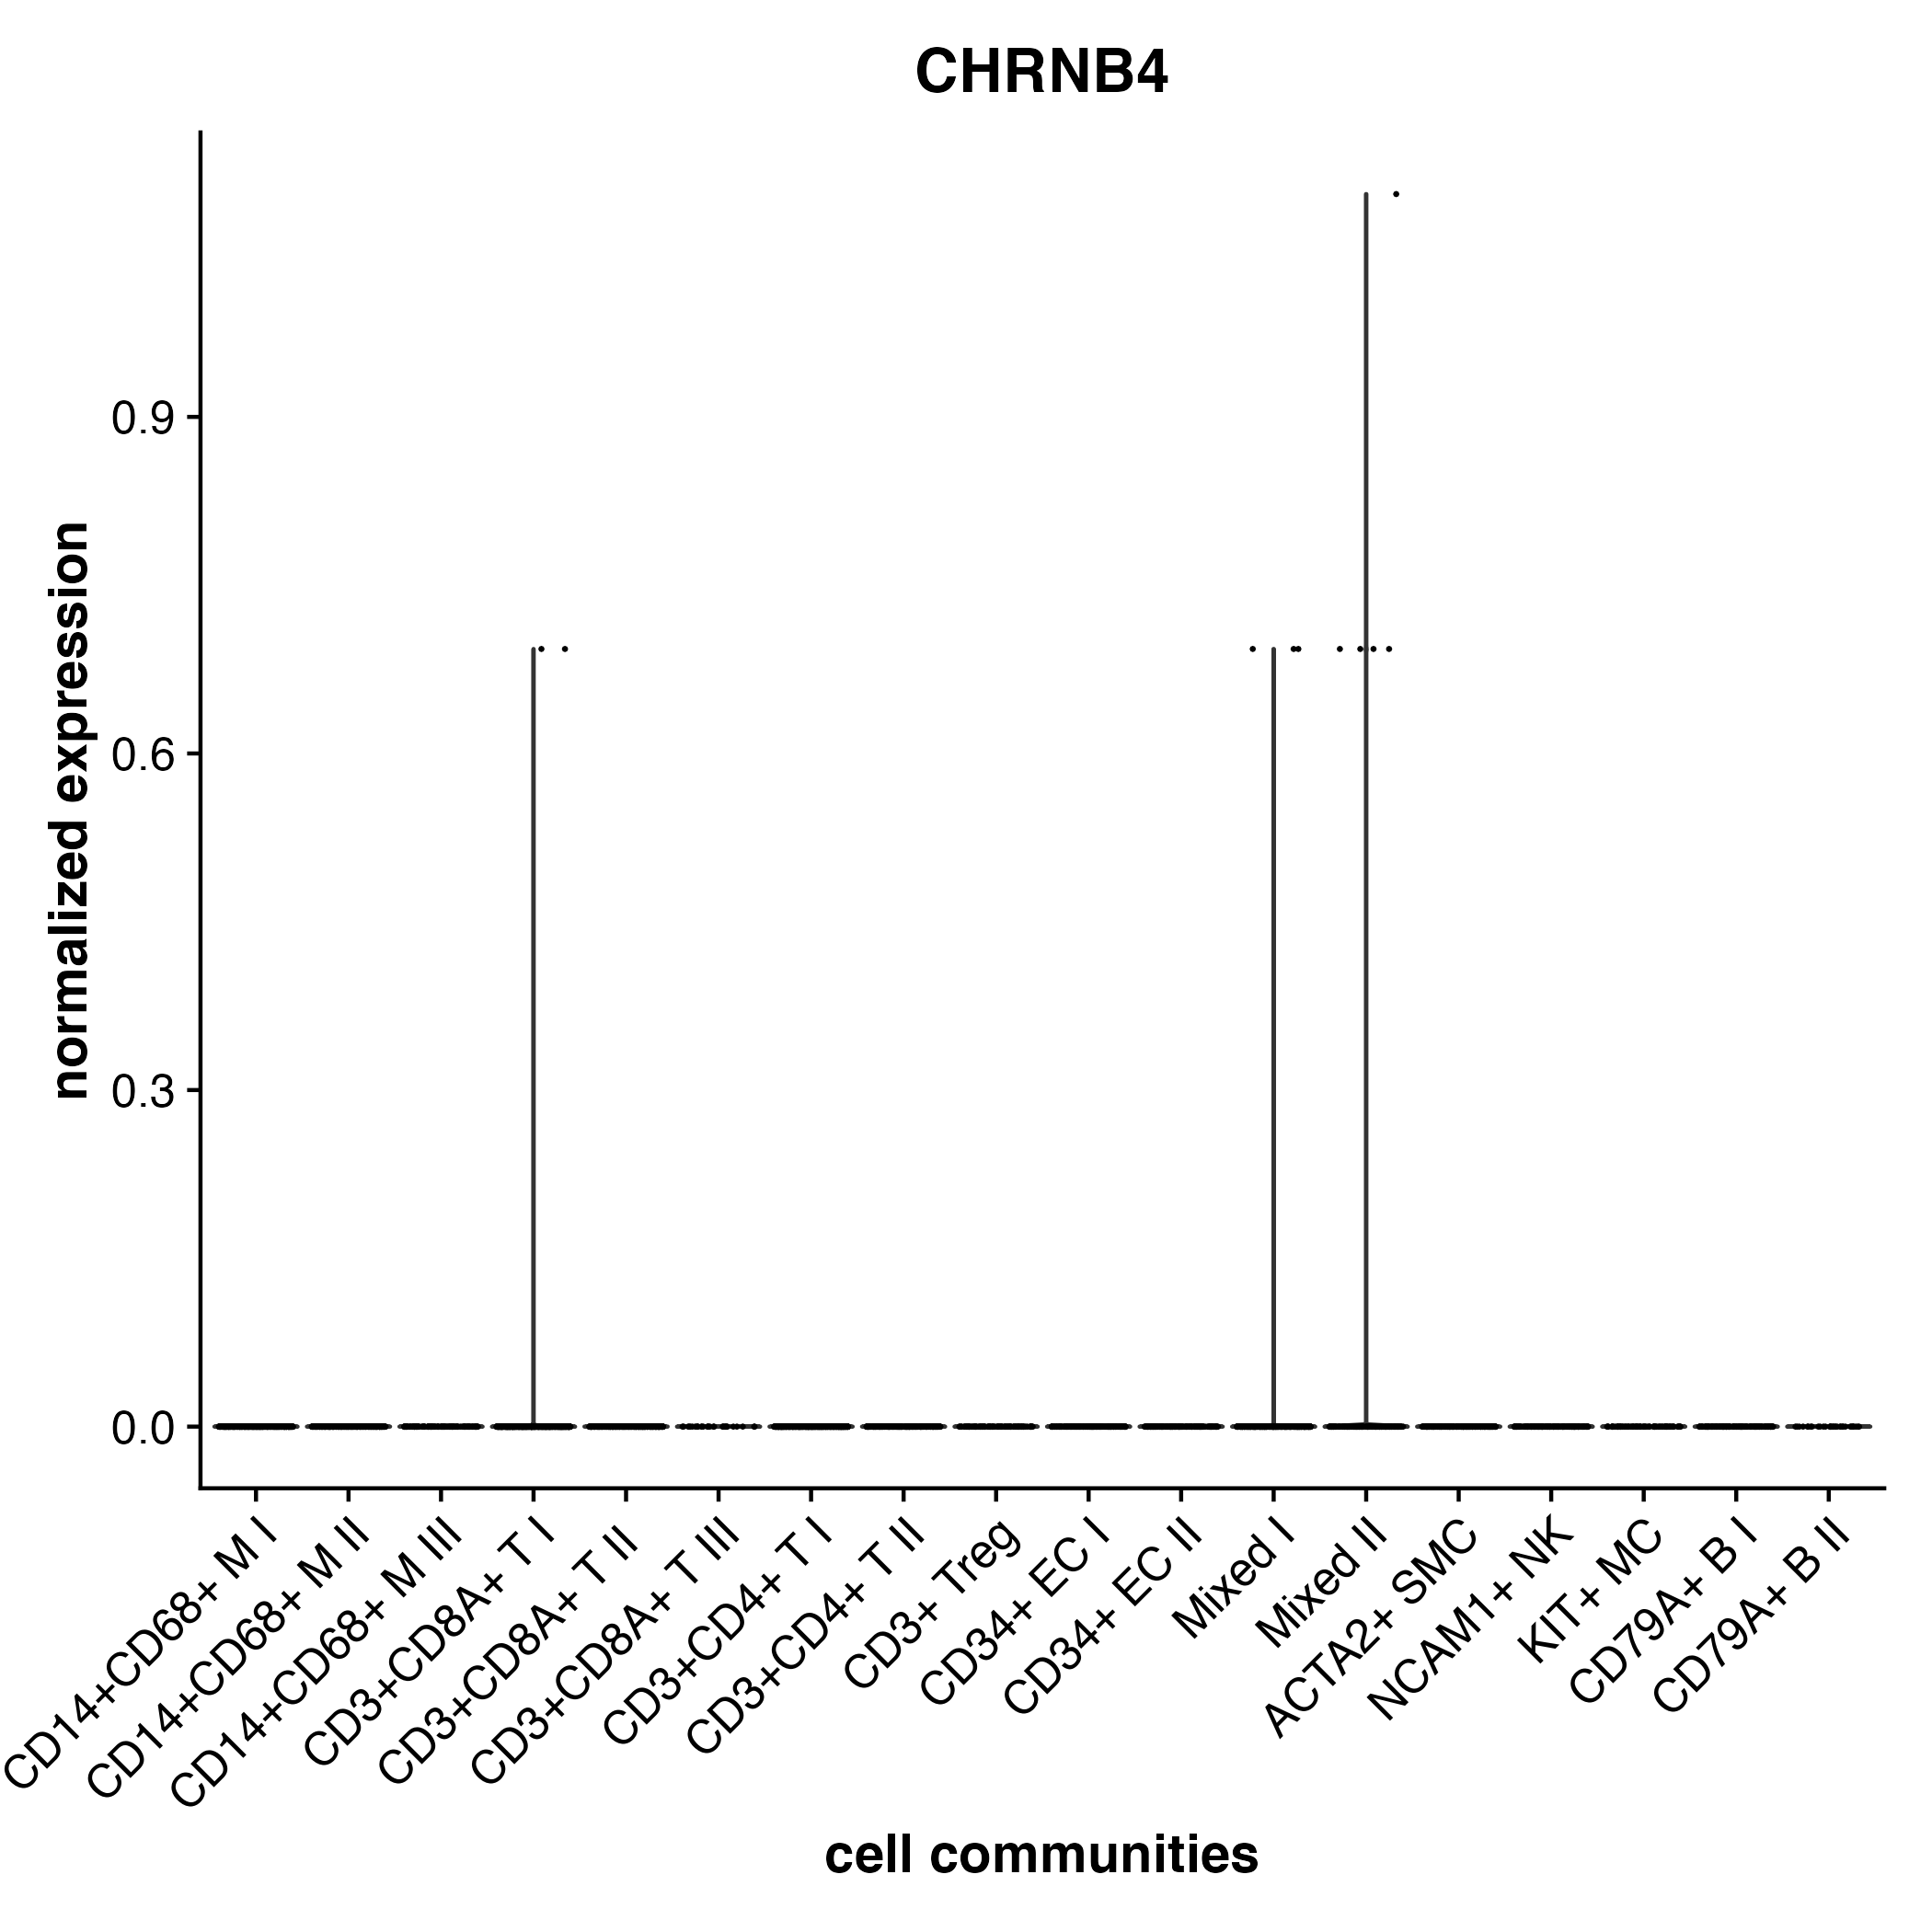 CHRNB4
normalized expression
0.9
0.6
0.3
0.0
CD14+CD68+ M I
CD14+CD68+ M II
CD14+CD68+ M III
CD3+CD8A+ T I
CD3+CD8A+ T II
CD3+CD8A+ T III
CD3+CD4+ T I
CD3+CD4+ T II
CD3+ Treg
CD34+ EC I
CD34+ EC II
Mixed I
Mixed II
ACTA2+ SMC
NCAM1+ NK
KIT+ MC
CD79A+ B I
CD79A+ B II
cell communities